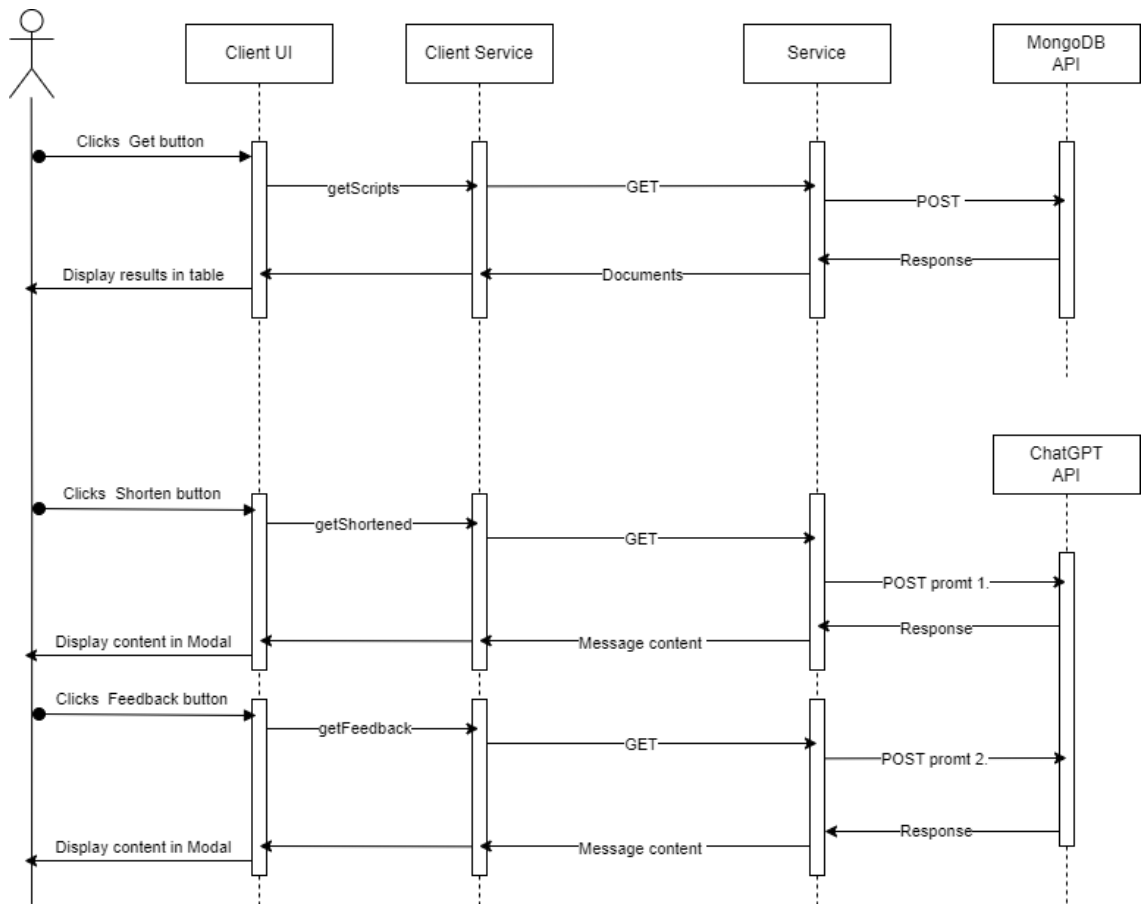 Client UI
Client Service
Service
MongoDB
API
Clicks  Get button
getScripts
GET
POST
Response
Documents
Display results in table
ChatGPT
API
Clicks  Shorten button
getShortened
GET
POST promt 1.
Response
Message content
Display content in Modal
Clicks  Feedback button
getFeedback
GET
POST promt 2.
Response
Message content
Display content in Modal